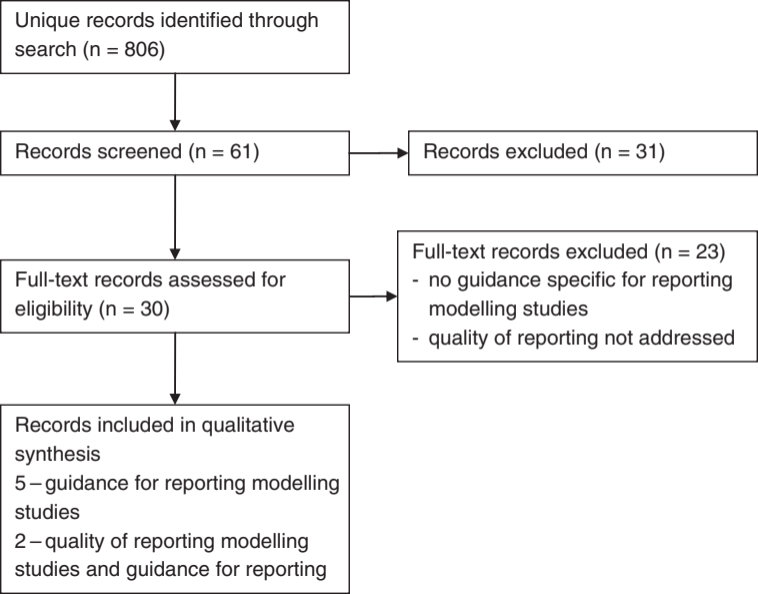 Unique records identified through
search (n = 806)
Records screened (n = 61)
Records excluded (n = 31)
Full-text records assessed for
eligibility (n = 30)
Full-text records excluded (n = 23)
- no guidance specific for reporting
modelling studies
- quality of reporting not addressed
Records included in qualitative
synthesis
5 – guidance for reporting modelling
studies
2 – quality of reporting modelling
studies and guidance for reporting